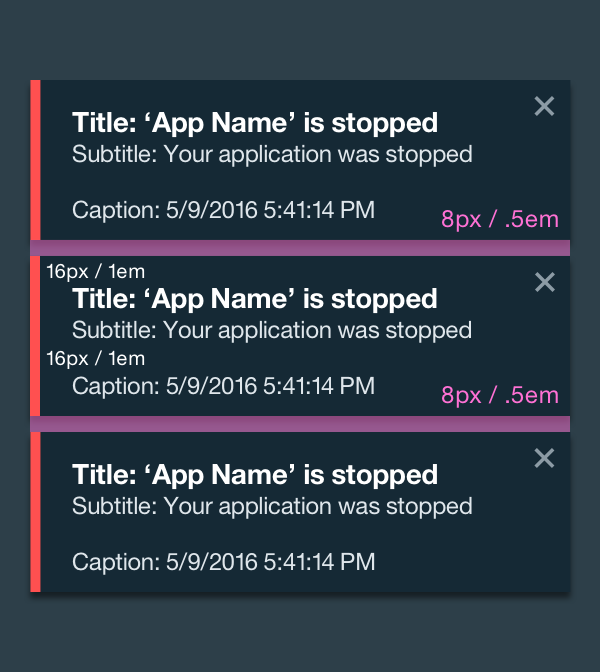 Title: ‘App Name’ is stopped
Subtitle: Your application was stopped
Caption: 5/9/2016 5:41:14 PM
8px / .5em
16px / 1em
Title: ‘App Name’ is stopped
Subtitle: Your application was stopped
16px / 1em
Caption: 5/9/2016 5:41:14 PM
8px / .5em
Title: ‘App Name’ is stopped
Subtitle: Your application was stopped
Caption: 5/9/2016 5:41:14 PM